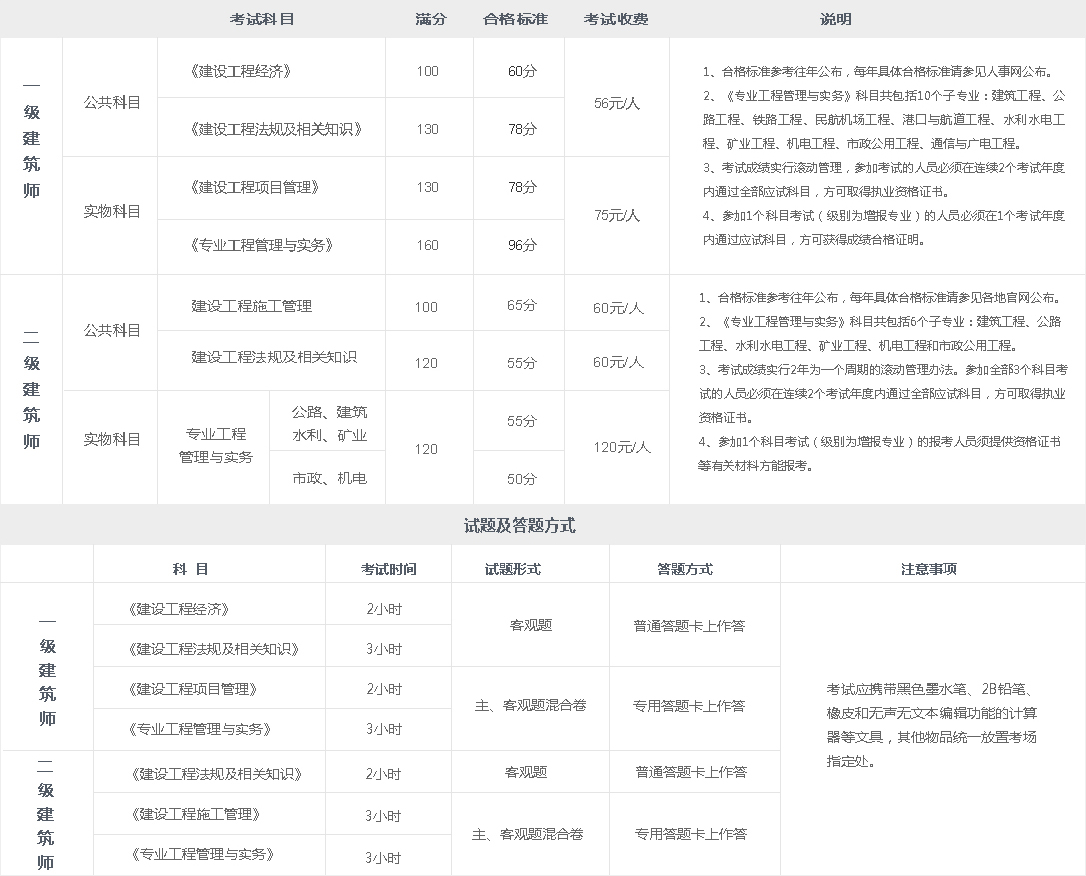 考试科目 满分 合格标准 考试收费 说明
一级建筑师
公共科目
《建设工程经济》 100 60分
《建设工程法规及相关知识》 130 78分
56元/人
实物科目
《建设工程项目管理》 130 78分
《专业工程管理与实务》 160 96分
75元/人
1、合格标准参考往年公布，每年具体合格标准请参见人事网公布。
2、《专业工程管理与实务》科目共包括10个子专业：建筑工程、公
路工程、铁路工程、民航机场工程、港口与航道工程、水利水电工
程、矿业工程、机电工程、市政公用工程、通信与广电工程。
3、考试成绩实行滚动管理，参加考试的人员必须在连续2个考试年度
内通过全部应试科目，方可取得执业资格证书。
4、参加1个科目考试（级别为增报专业）的人员必须在1个考试年度
内通过应试科目，方可获得成绩合格证明。
二级建筑师
公共科目
建设工程施工管理 100 65分 60元/人
建设工程法规及相关知识 120 55分 60元/人
实物科目
专业工程
管理与实务
公路、建筑
水利、矿业
55分
市政、机电
50分
120
120元/人
1、合格标准参考往年公布，每年具体合格标准请参见各地官网公布。
2、《专业工程管理与实务》科目共包括6个子专业：建筑工程、公路
工程、水利水电工程、矿业工程、机电工程和市政公用工程。
3、考试成绩实行2年为一个周期的滚动管理办法。参加全部3个科目考
试的人员必须在连续2个考试年度内通过全部应试科目，方可取得执业
资格证书。
4、参加1个科目考试（级别为增报专业）的报考人员须提供资格证书
等有关材料方能报考。
试题及答题方式
科 目 考试时间 试题形式 答题方式 注意事项
一级建筑师
《建设工程经济》 2小时
《建设工程法规及相关知识》 3小时
客观题 普通答题卡上作答
《建设工程项目管理》 2小时
《专业工程管理与实务》 3小时
主、客观题混合卷 专用答题卡上作答
二级建筑师
《建设工程法规及相关知识》 2小时 客观题 普通答题卡上作答
《建设工程施工管理》 3小时
《专业工程管理与实务》 3小时
主、客观题混合卷 专用答题卡上作答
考试应携带黑色墨水笔、2B铅笔、
橡皮和无声无文本编辑功能的计算
器等文具，其他物品统一放置考场
指定处。